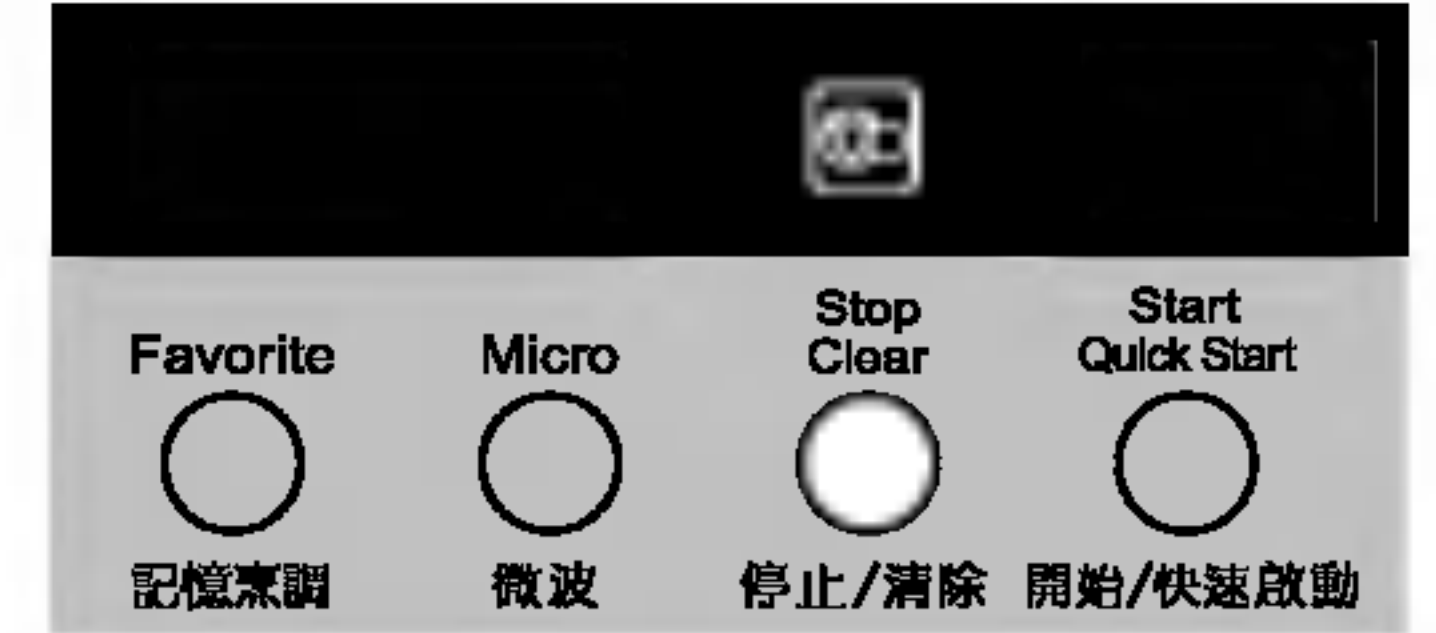 Favorite
Micro
Stop
Clear
Start
Quick Start
記憶烹調
微波
停止/清除
開始/快速啟動